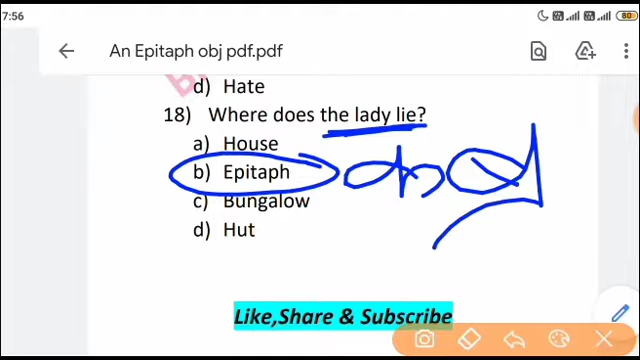 7:56
80
An Epitaph obj pdf.pdf
d) Hate
18) Where does the lady lie?
a) House
b) Epitaph
c) Bungalow
d) Hut
Like,Share & Subscribe